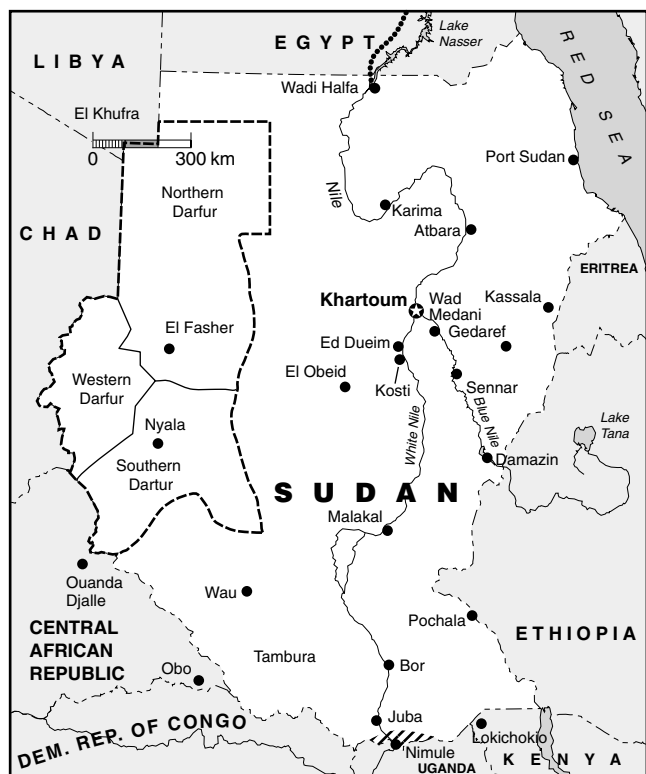 EGYPT
Lake
Nasser
LIBYA
RED SEA
Wadi Halfa
El Khufra
0 300 km
Port Sudan
Northern
Darfur
Nile
Karima
Atbara
CHAD
ERITREA
Khartoum
Wad
Medani
Kassala
Gedaref
El Fasher
Ed Dueim
El Obeid
Kosti
Sennar
Western
Darfur
White Nile
Blue Nile
Lake
Tana
Nyala
Southern
Dartur
Damazin
SUDAN
Malakal
Ouanda
Djalle
Wau
Pochala
CENTRAL
AFRICAN
REPUBLIC
ETHIOPIA
Tambura
Obo
Bor
Juba
Lokichokio
DEM. REP. OF CONGO
Nimule
UGANDA
KENYA